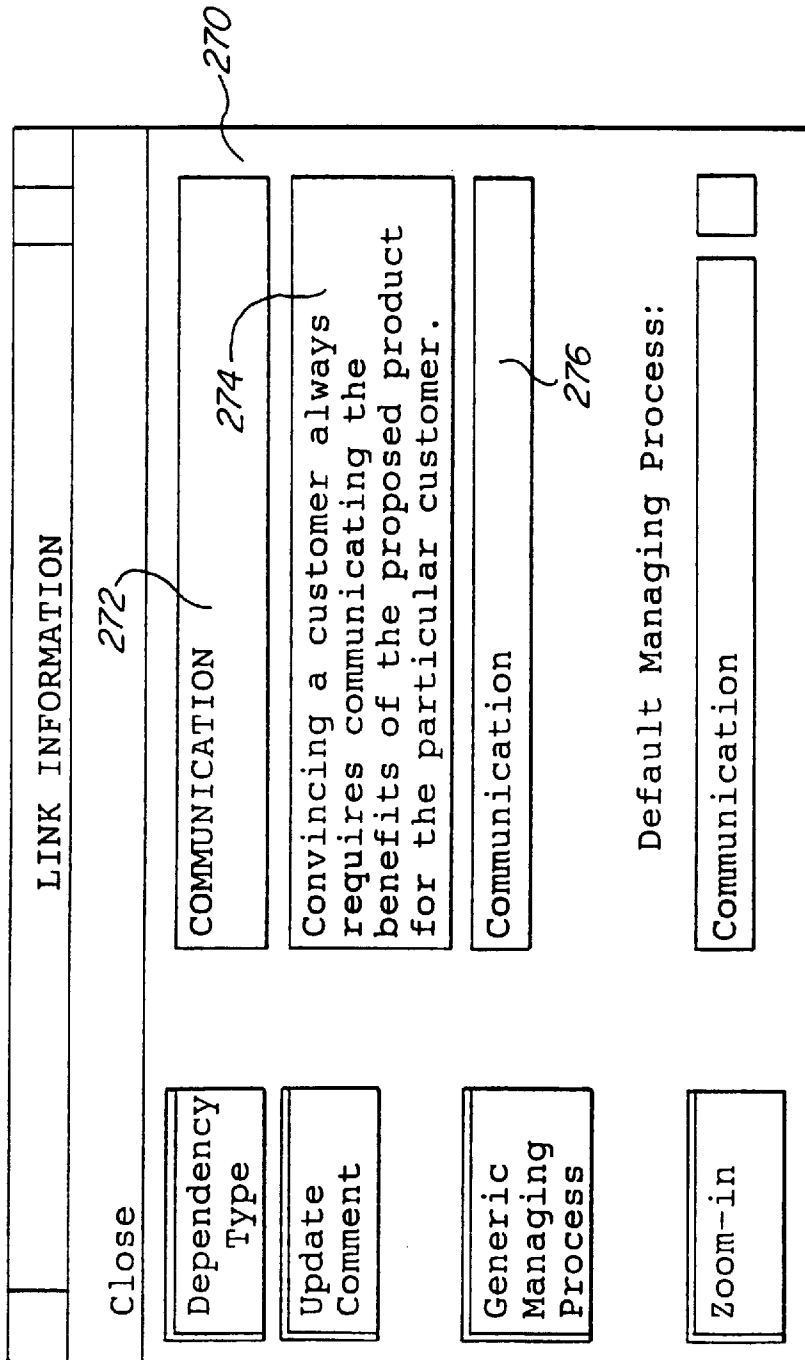 LINK INFORMATION
Close
272
270
Dependency
Type
COMMUNICATION
274
Update
Comment
Convincing a customer always
requires communicating the
benefits of the proposed product
for the particular customer.
Generic
Managing
Process
Communication
276
Default Managing Process:
Zoom-in
Communication